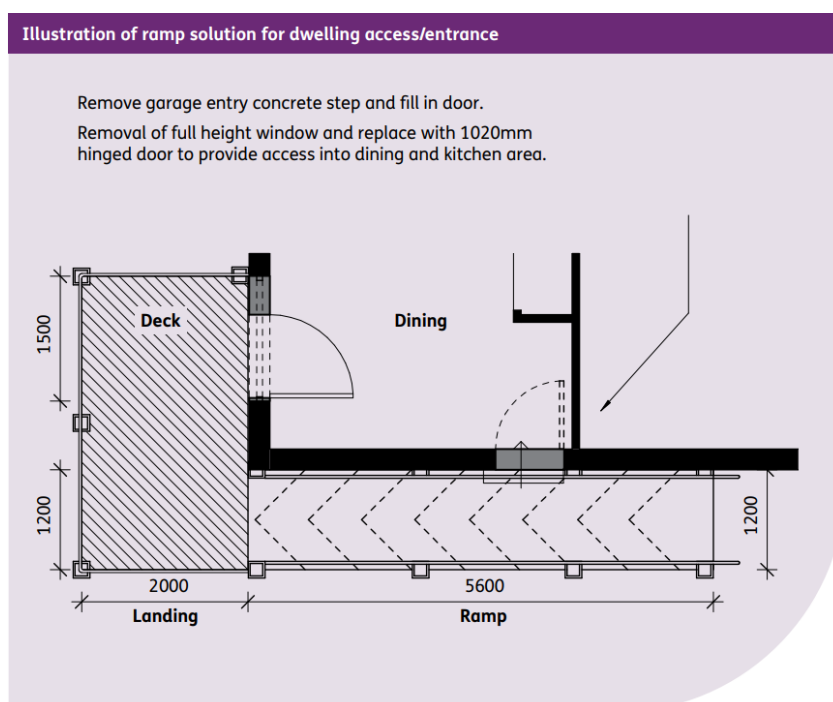 Illustration of ramp solution for dwelling access/entrance
Remove garage entry concrete step and fill in door.
Removal of full height window and replace with 1020mm
hinged door to provide access into dining and kitchen area.
Deck
Dining
1500
1200
1200
2000
5600
Landing
Ramp